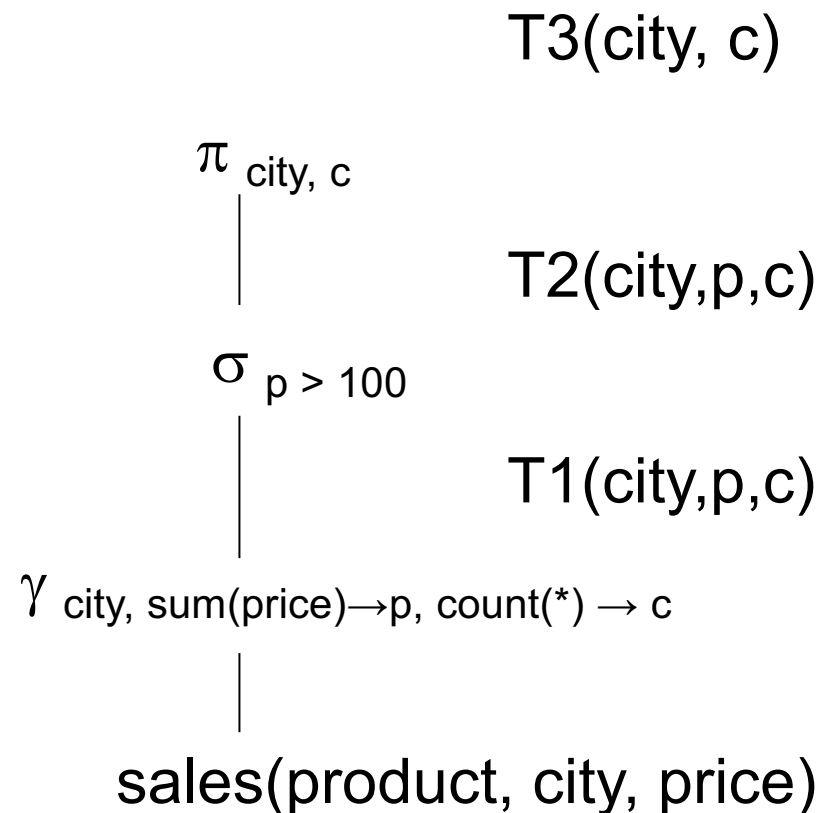 T3(city, c)
π city, c
T2(city,p,c)
σ p > 100
T1(city,p,c)
γ city, sum(price)→p, count(*) → c
sales(product, city, price)